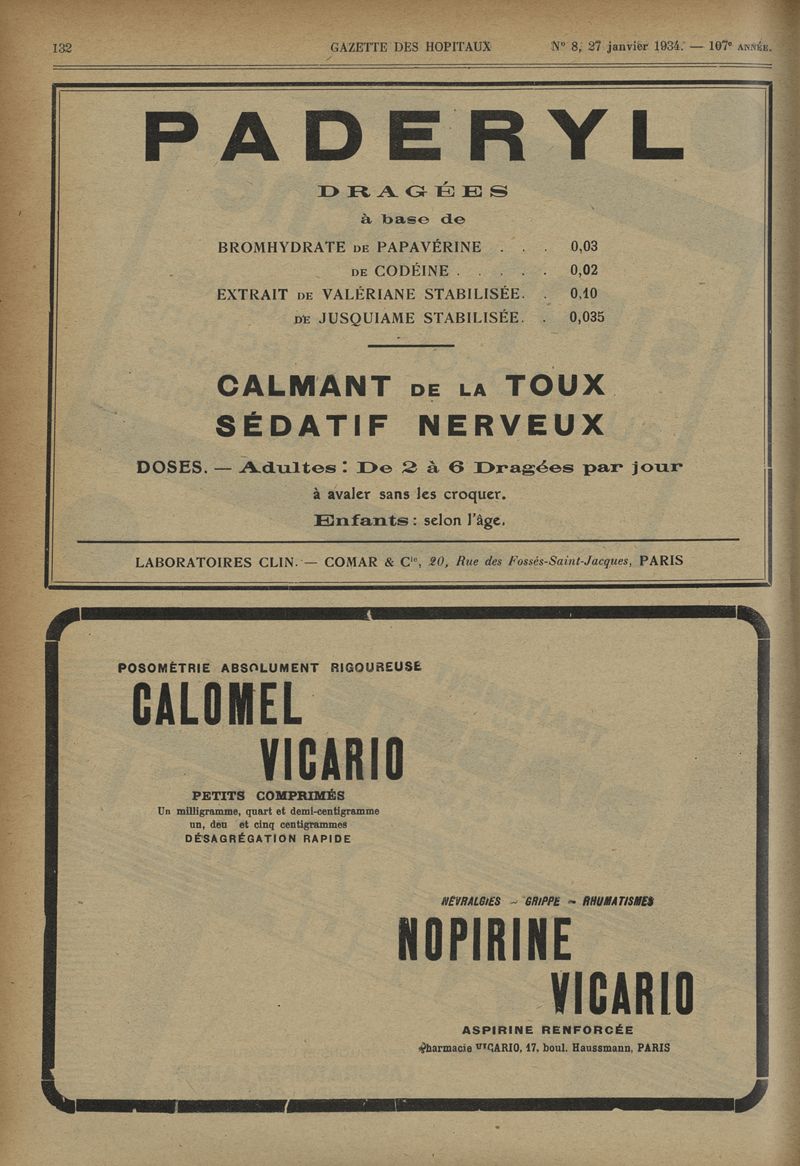 132 GAZETTE DES HOPITAUX N° 8, 27 janvier 1934. — 107e ANNÉE.
PADERYL
DRAGÉES
à base de
BROMHYDRATE DE PAPAVÉRINE . . . 0,03
DE CODÉINE . . . . . 0,02
EXTRAIT DE VALÉRIANE STABILISÉE. . 0,10
DE JUSQUIAME STABILISÉE. . 0,035
CALMANT DE LA TOUX
SÉDATIF NERVEUX
DOSES. — Adultes : De 2 à 6 Dragées par jour
à avaler sans les croquer.
Enfants : selon l'âge.
LABORATOIRES CLIN. — COMAR & Cie, 20, Rue des Fossés-Saint-Jacques, PARIS
POSOMÈTRIE ABSOLUMENT RIGOUREUSE
CALOMEL
VICARIO
PETITS COMPRIMÉS
Un milligramme, quart et demi-centigramme
un, deu et cinq centigrammes
DÉSAGRÉGATION RAPIDE
NÉVRALGIES – GRIPPE – RHUMATISMES
NOPIRINE
VICARIO
ASPIRINE RENFORCÉE
Pharmacie VICARIO, 17, boul. Haussmann, PARIS